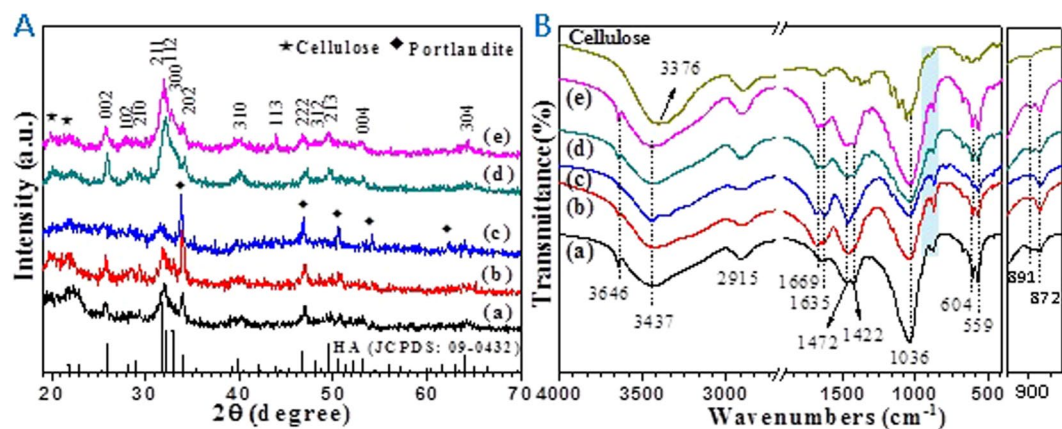 A
★Cellulose ◆ Portlandite
002
102
210
211
112
300
202
310
113
222
312
213
004
304
(e)
(d)
(c)
(b)
(a)
HA (JCPDS: 09-0432)
20 30 40 50 60 70
2θ (degree)
Intensity (a.u.)
B
Cellulose
3376
(e)
(d)
(c)
(b)
(a)
3646
3437
2915
1669
1635
1472
1422
1036
604
559
891
872
4000 3500 3000 1500 1000 500 900
Wavenumbers (cm-1)
Transmittance(%)